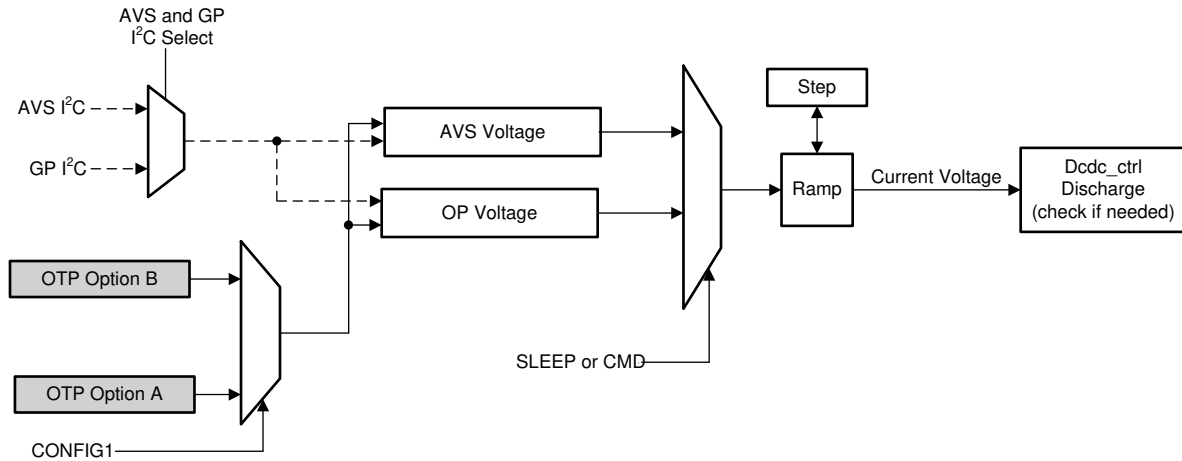 AVS and GP
I²C Select
AVS I²C
GP I²C
AVS Voltage
OP Voltage
Step
Ramp
Current Voltage
Dcdc_ctrl
Discharge
(check if needed)
OTP Option B
OTP Option A
SLEEP or CMD
CONFIG1